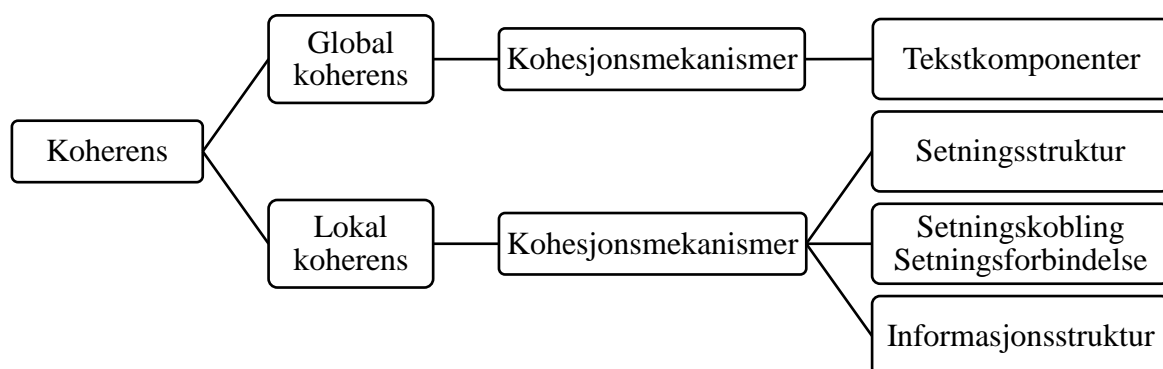 Koherens
Global
koherens
Kohesjonsmekanismer
Tekstkomponenter
Lokal
koherens
Kohesjonsmekanismer
Setningsstruktur
Setningskobling
Setningsforbindelse
Informasjonsstruktur